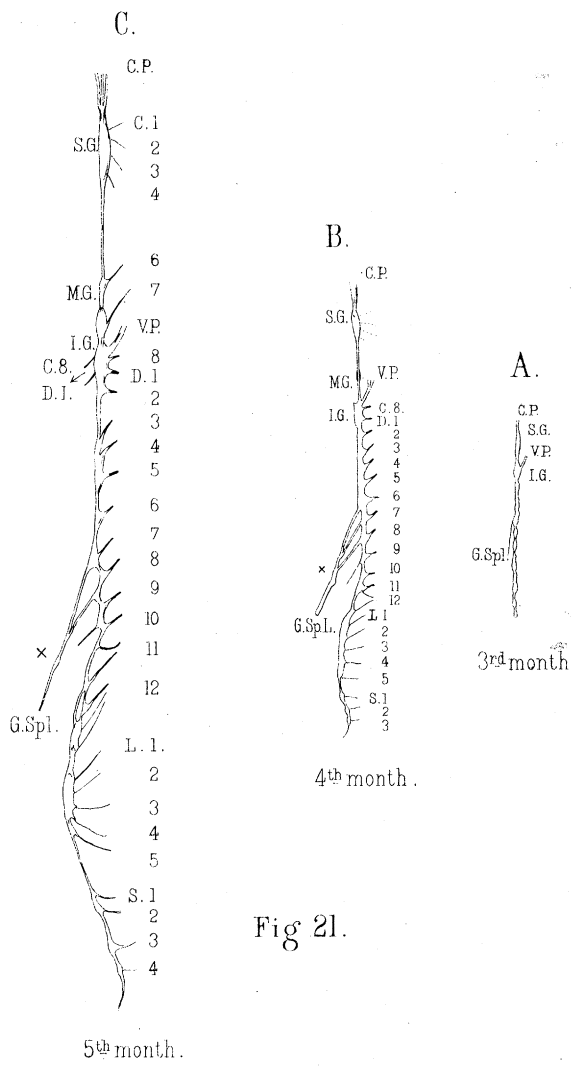 C.
C.P.
C. 1
S.G.
2
3
4
6
M.G.
7
V.P.
I.G.
8
C.8.
D.1
D.1.
2
3
4
5
6
7
8
9
10
×
11
12
G.Spl.
L. 1.
2
3
4
5
S.1
2
3
4
5th month.
B.
C.P.
S.G.
M.G.
V.P.
I.G.
C.8.
D.1
2
3
4
5
6
7
8
9
×
10
11
12
G.Spl.
L 1
2
3
4
5
S.1
2
3
4th month.
A.
C.P.
S.G.
V.P.
I.G.
G.Spl
3rd month
Fig 21.